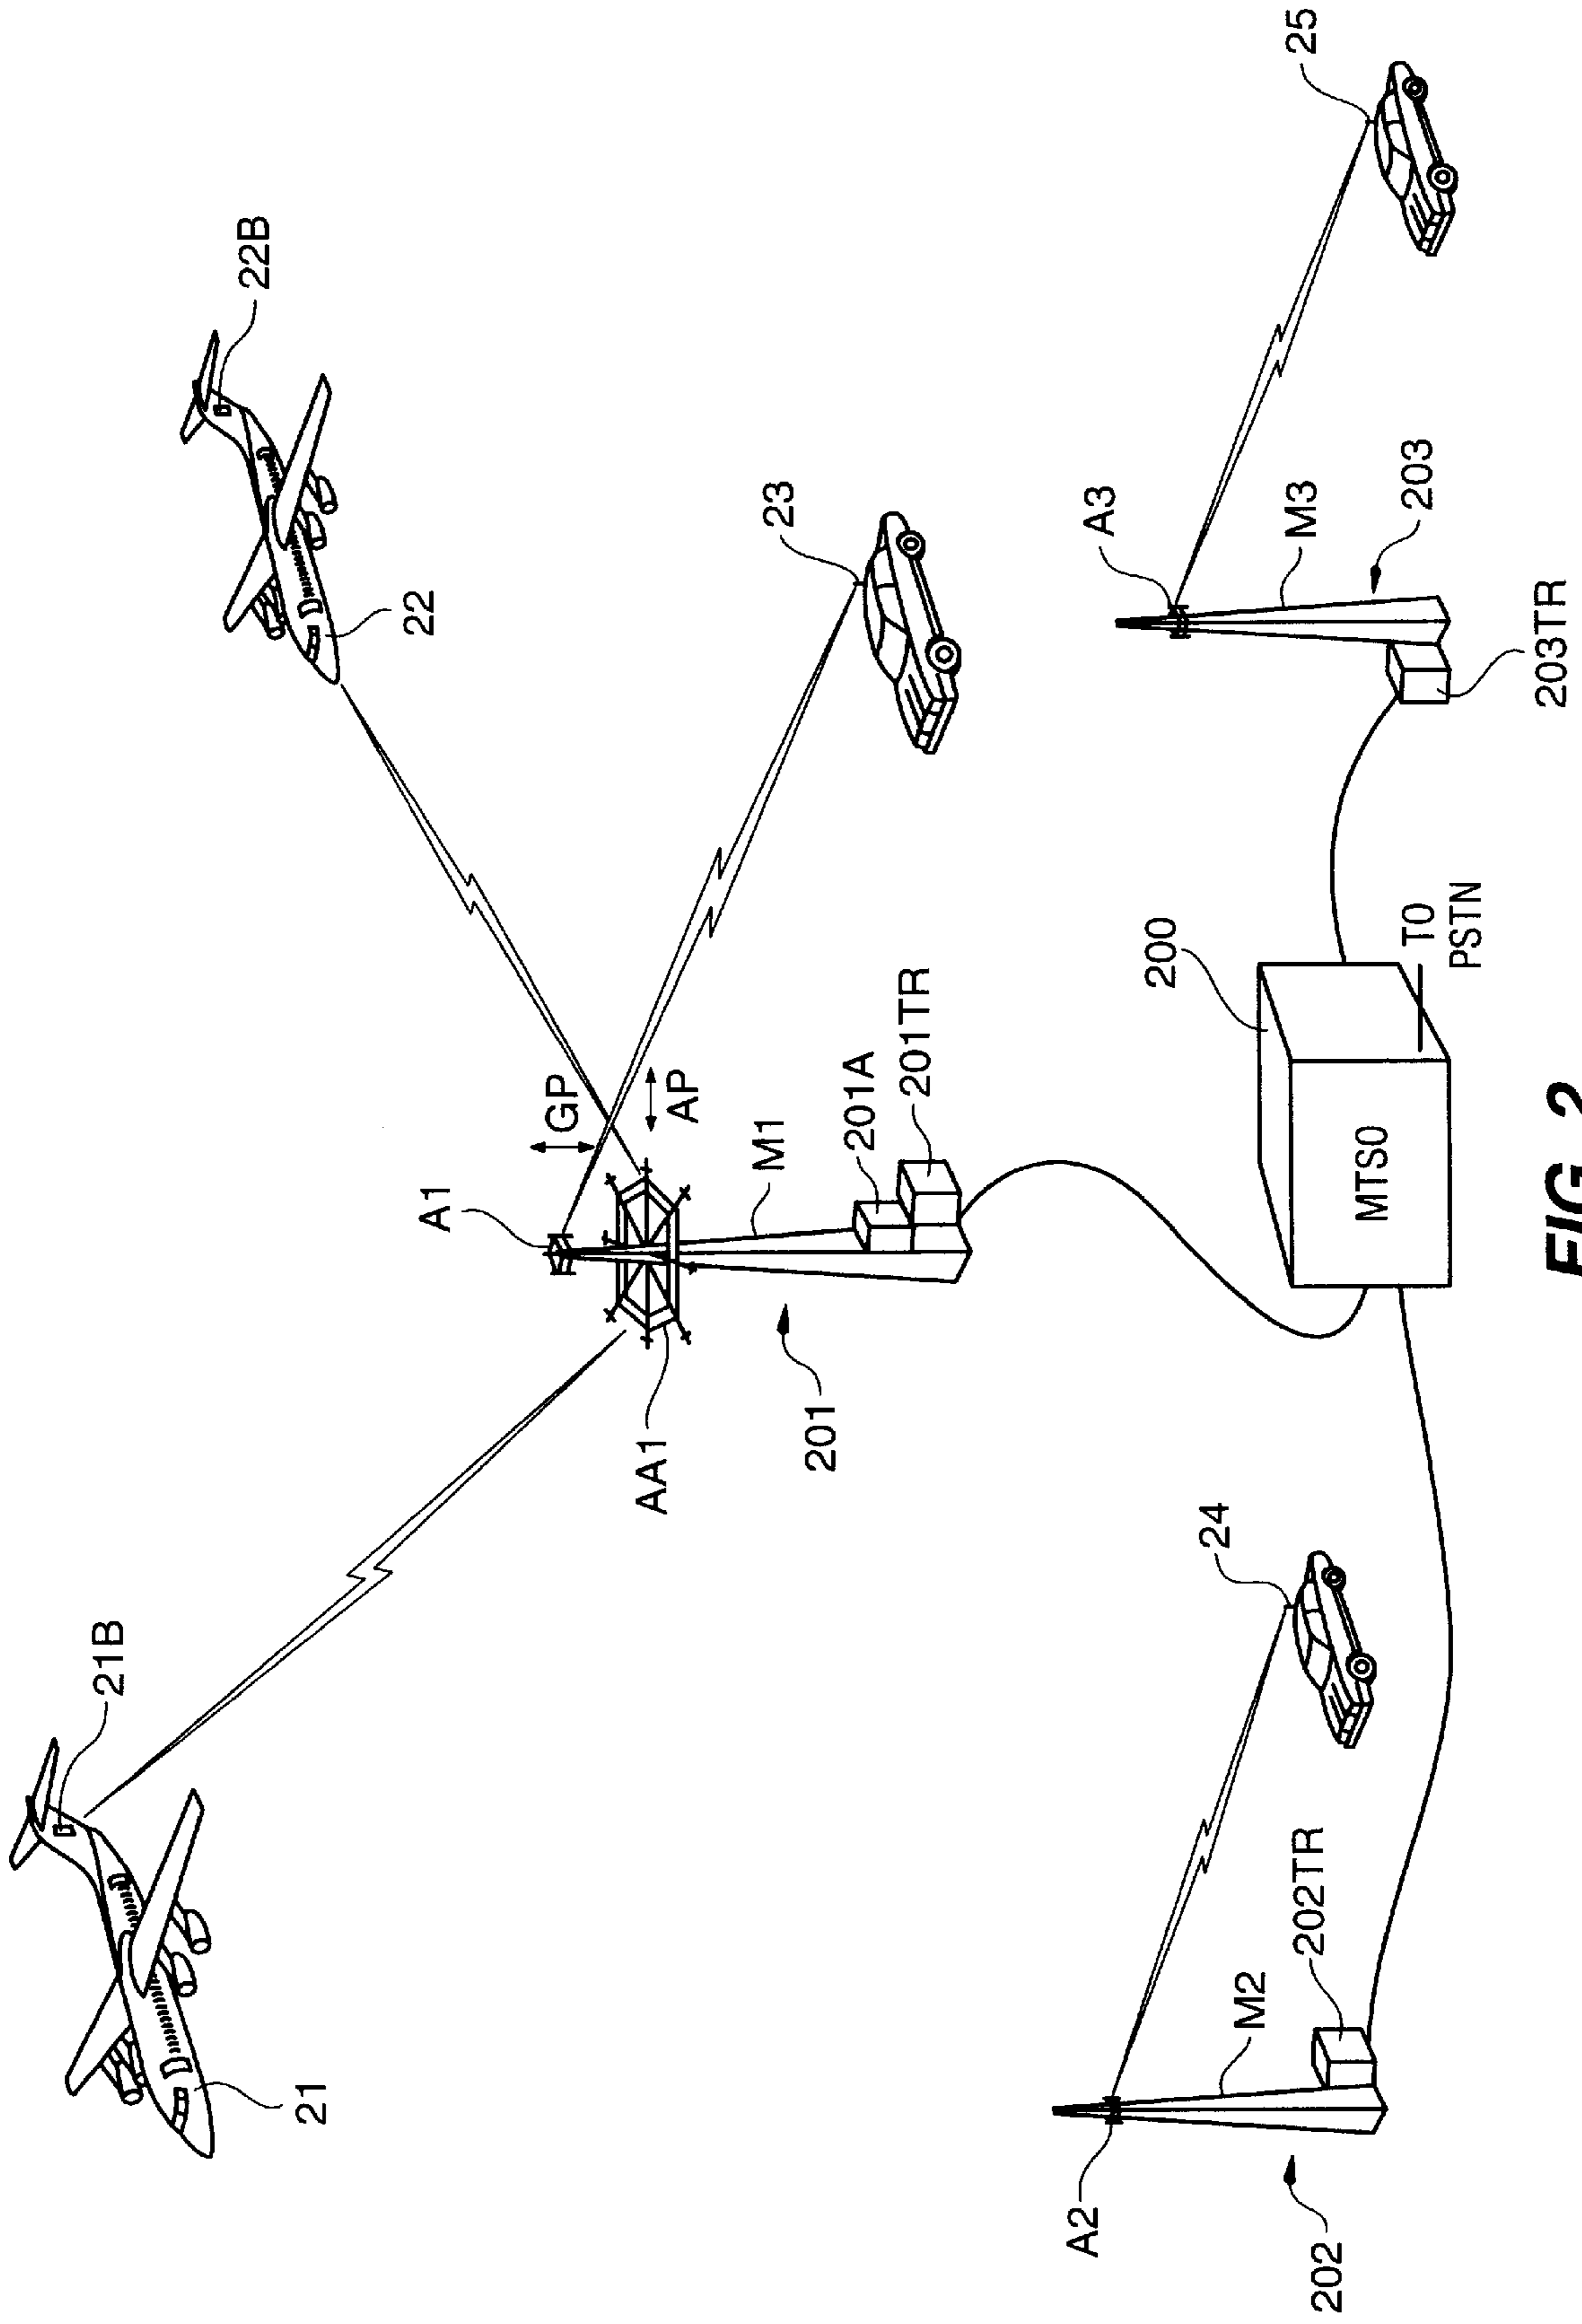 21B
22B
21
22
23
A1
GP
AP
AA1
M1
201
201A
201TR
A2
24
M2
202
202TR
200
MTSO
TO
PSTN
A3
25
M3
203
203TR
FIG. 2